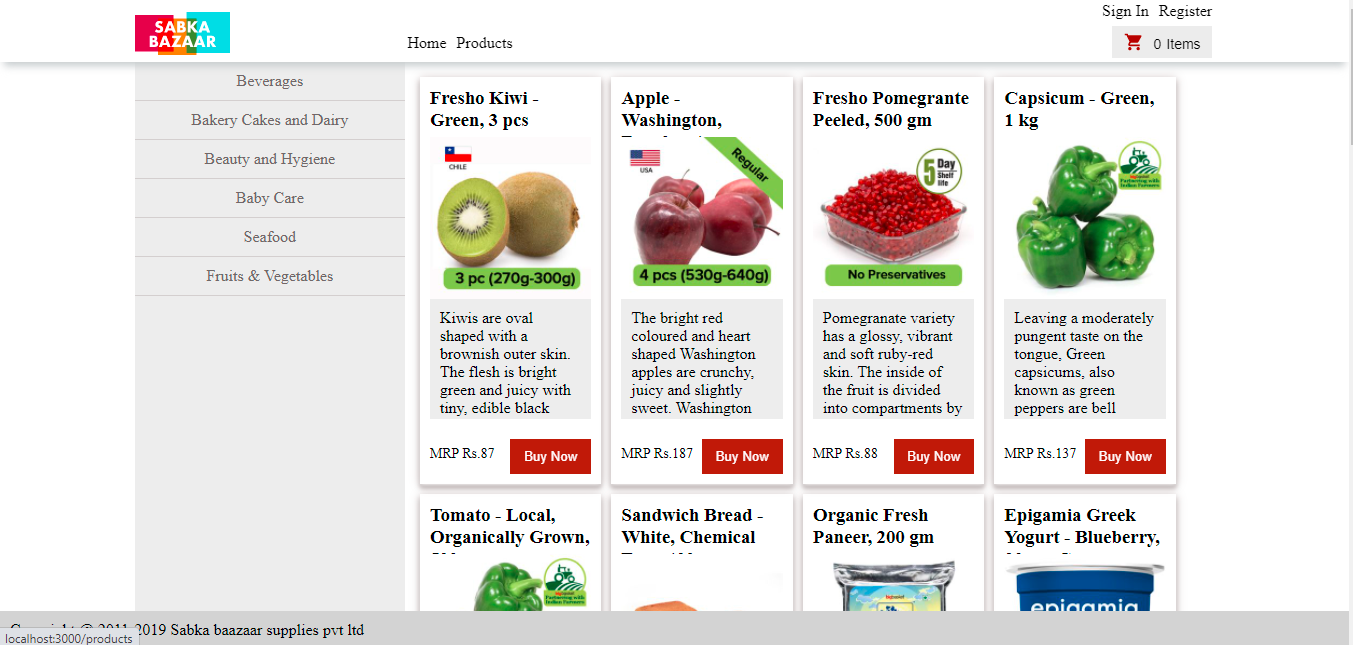 Sign In Register
SABKA
BAZAAR
Home Products
0 Items
Beverages
Bakery Cakes and Dairy
Beauty and Hygiene
Baby Care
Seafood
Fruits & Vegetables
Fresho Kiwi -
Green, 3 pcs
CHILE
3 pc (270g-300g)
Kiwis are oval
shaped with a
brownish outer skin.
The flesh is bright
green and juicy with
tiny, edible black
MRP Rs.87
Buy Now
Apple -
Washington,
USA
Regular
4 pcs (530g-640g)
The bright red
coloured and heart
shaped Washington
apples are crunchy,
juicy and slightly
sweet. Washington
MRP Rs.187
Buy Now
Fresho Pomegrante
Peeled, 500 gm
5 Day
Shelf
life
No Preservatives
Pomegranate variety
has a glossy, vibrant
and soft ruby-red
skin. The inside of
the fruit is divided
into compartments by
MRP Rs.88
Buy Now
Capsicum - Green,
1 kg
Partnering with
Indian Farmers
Leaving a moderately
pungent taste on the
tongue, Green
capsicums, also
known as green
peppers are bell
MRP Rs.137
Buy Now
Tomato - Local,
Organically Grown,
Partnering with
Indian Farmers
Sandwich Bread -
White, Chemical
Organic Fresh
Paneer, 200 gm
Epigamia Greek
Yogurt - Blueberry,
epigamia
2019 Sabka baazaar supplies pvt ltd
localhost:3000/products